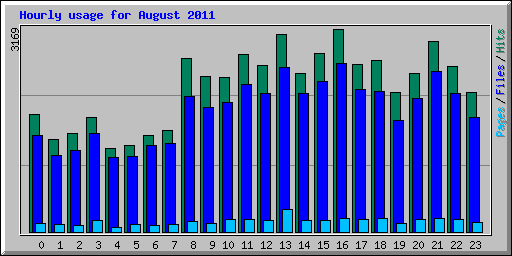 Hourly usage for August 2011
3169
Pages / Files / Hits
0 1 2 3 4 5 6 7 8 9 10 11 12 13 14 15 16 17 18 19 20 21 22 23